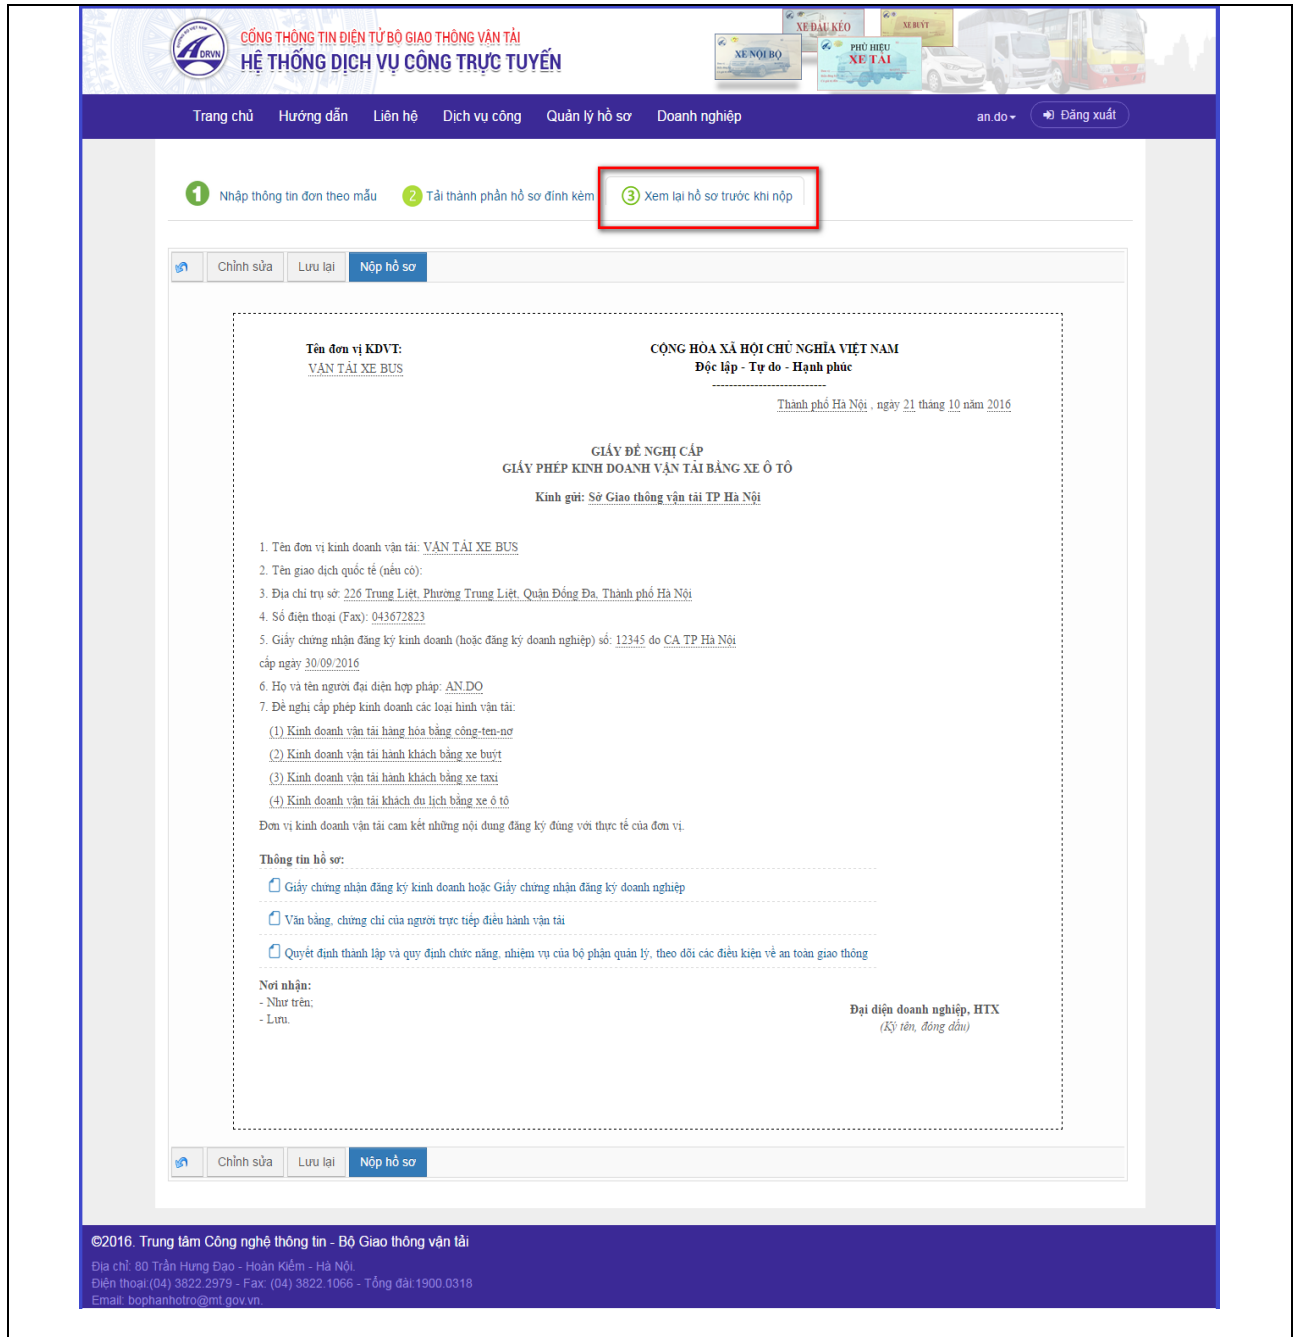 CỔNG THÔNG TIN ĐIỆN TỬ BỘ GIAO THÔNG VẬN TẢI
HỆ THỐNG DỊCH VỤ CÔNG TRỰC TUYẾN
DRVN
XE ĐẦU KÉO
XE BUÝT
XE NỘI BỘ
PHÙ HIỆU
XE TẢI
Trang chủ Hướng dẫn Liên hệ Dịch vụ công Quản lý hồ sơ Doanh nghiệp an.do Đăng xuất
1 Nhập thông tin đơn theo mẫu 2 Tải thành phần hồ sơ đính kèm 3 Xem lại hồ sơ trước khi nộp
Chỉnh sửa Lưu lại Nộp hồ sơ
Tên đơn vị KDVT: CỘNG HÒA XÃ HỘI CHỦ NGHĨA VIỆT NAM
VẬN TẢI XE BUS Độc lập - Tự do - Hạnh phúc
---------------------------
Thành phố Hà Nội , ngày 21 tháng 10 năm 2016
GIẤY ĐỀ NGHỊ CẤP
GIẤY PHÉP KINH DOANH VẬN TẢI BẰNG XE Ô TÔ
Kính gửi: Sở Giao thông vận tải TP Hà Nội
1. Tên đơn vị kinh doanh vận tải: VẬN TẢI XE BUS
2. Tên giao dịch quốc tế (nếu có):
3. Địa chỉ trụ sở: 226 Trung Liệt, Phường Trung Liệt, Quận Đống Đa, Thành phố Hà Nội
4. Số điện thoại (Fax): 043672823
5. Giấy chứng nhận đăng ký kinh doanh (hoặc đăng ký doanh nghiệp) số: 12345 do CA TP Hà Nội
cấp ngày 30/09/2016
6. Họ và tên người đại diện hợp pháp: AN.DO
7. Đề nghị cấp phép kinh doanh các loại hình vận tải:
(1) Kinh doanh vận tải hàng hóa bằng công-ten-nơ
(2) Kinh doanh vận tải hành khách bằng xe buýt
(3) Kinh doanh vận tải hành khách bằng xe taxi
(4) Kinh doanh vận tải khách du lịch bằng xe ô tô
Đơn vị kinh doanh vận tải cam kết những nội dung đăng ký đúng với thực tế của đơn vị.
Thông tin hồ sơ:
Giấy chứng nhận đăng ký kinh doanh hoặc Giấy chứng nhận đăng ký doanh nghiệp
Văn bằng, chứng chỉ của người trực tiếp điều hành vận tải
Quyết định thành lập và quy định chức năng, nhiệm vụ của bộ phận quản lý, theo dõi các điều kiện về an toàn giao thông
Nơi nhận:
- Như trên;
- Lưu.
Đại diện doanh nghiệp, HTX
(Ký tên, đóng dấu)
Chỉnh sửa Lưu lại Nộp hồ sơ
©2016. Trung tâm Công nghệ thông tin - Bộ Giao thông vận tải
Địa chỉ: 80 Trần Hưng Đạo - Hoàn Kiếm - Hà Nội.
Điện thoại:(04) 3822.2979 - Fax: (04) 3822.1066 - Tổng đài:1900.0318
Email: bophanhotro@mt.gov.vn.